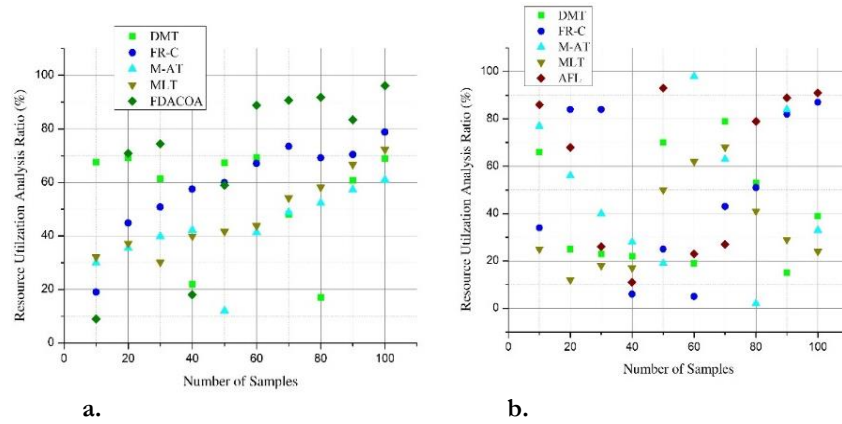 DMT
FR-C
M-AT
MLT
FDACOA
100
80
60
40
20
0
0 20 40 60 80 100
Resource Utilization Analysis Ratio (%)
Number of Samples
a.
DMT
FR-C
M-AT
MLT
AFL
100
80
60
40
20
0
0 20 40 60 80 100
Resource Utilization Analysis Ratio (%)
Number of Samples
b.